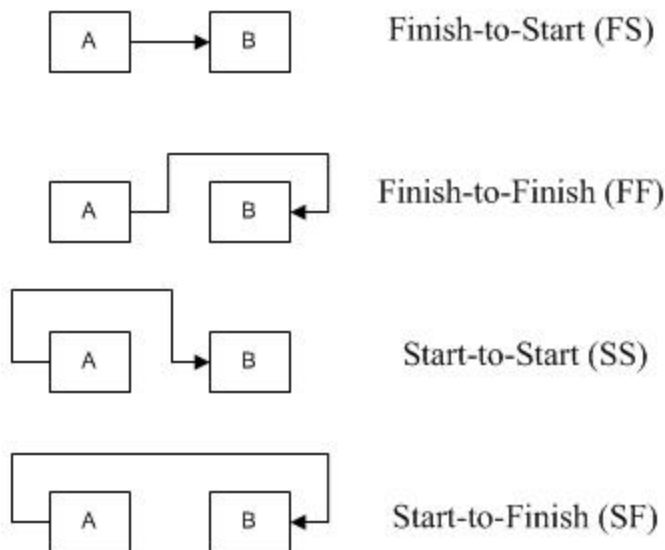 A B Finish-to-Start (FS)
A B Finish-to-Finish (FF)
A B Start-to-Start (SS)
A B Start-to-Finish (SF)